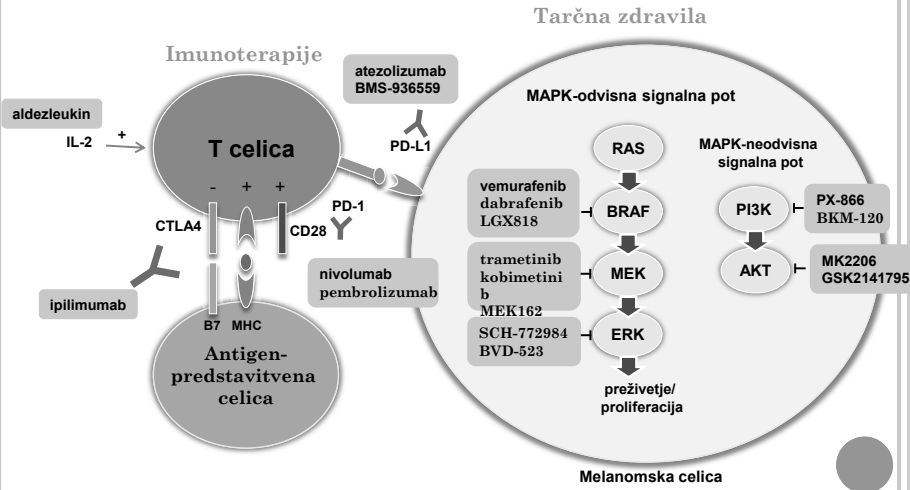 Tarčna zdravila
Imunoterapije
atezolizumab
BMS-936559
PD-L1
aldezleukin
IL-2
+
T celica
- + +
CTLA4
CD28
PD-1
nivolumab
pembrolizumab
ipilimumab
B7 MHC
Antigen-
predstavitvena
celica
MAPK-odvisna signalna pot
RAS
vemurafenib
dabrafenib
LGX818
BRAF
trametinib
kobimetini
b
MEK162
MEK
SCH-772984
BVD-523
ERK
preživetje/
proliferacija
MAPK-neodvisna
signalna pot
PI3K
PX-866
BKM-120
AKT
MK2206
GSK2141795
Melanomska celica